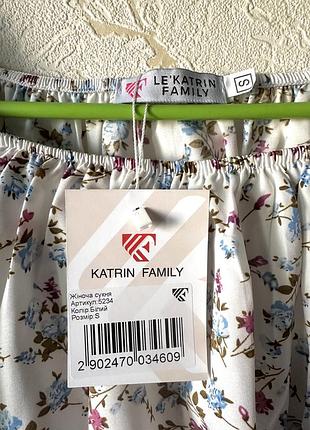 LE'KATRIN
FAMILY
S
KATRIN FAMILY
Жіноча сукня
Артикул:5234
Колір:Білий
Розмір:S
2 902470 034609